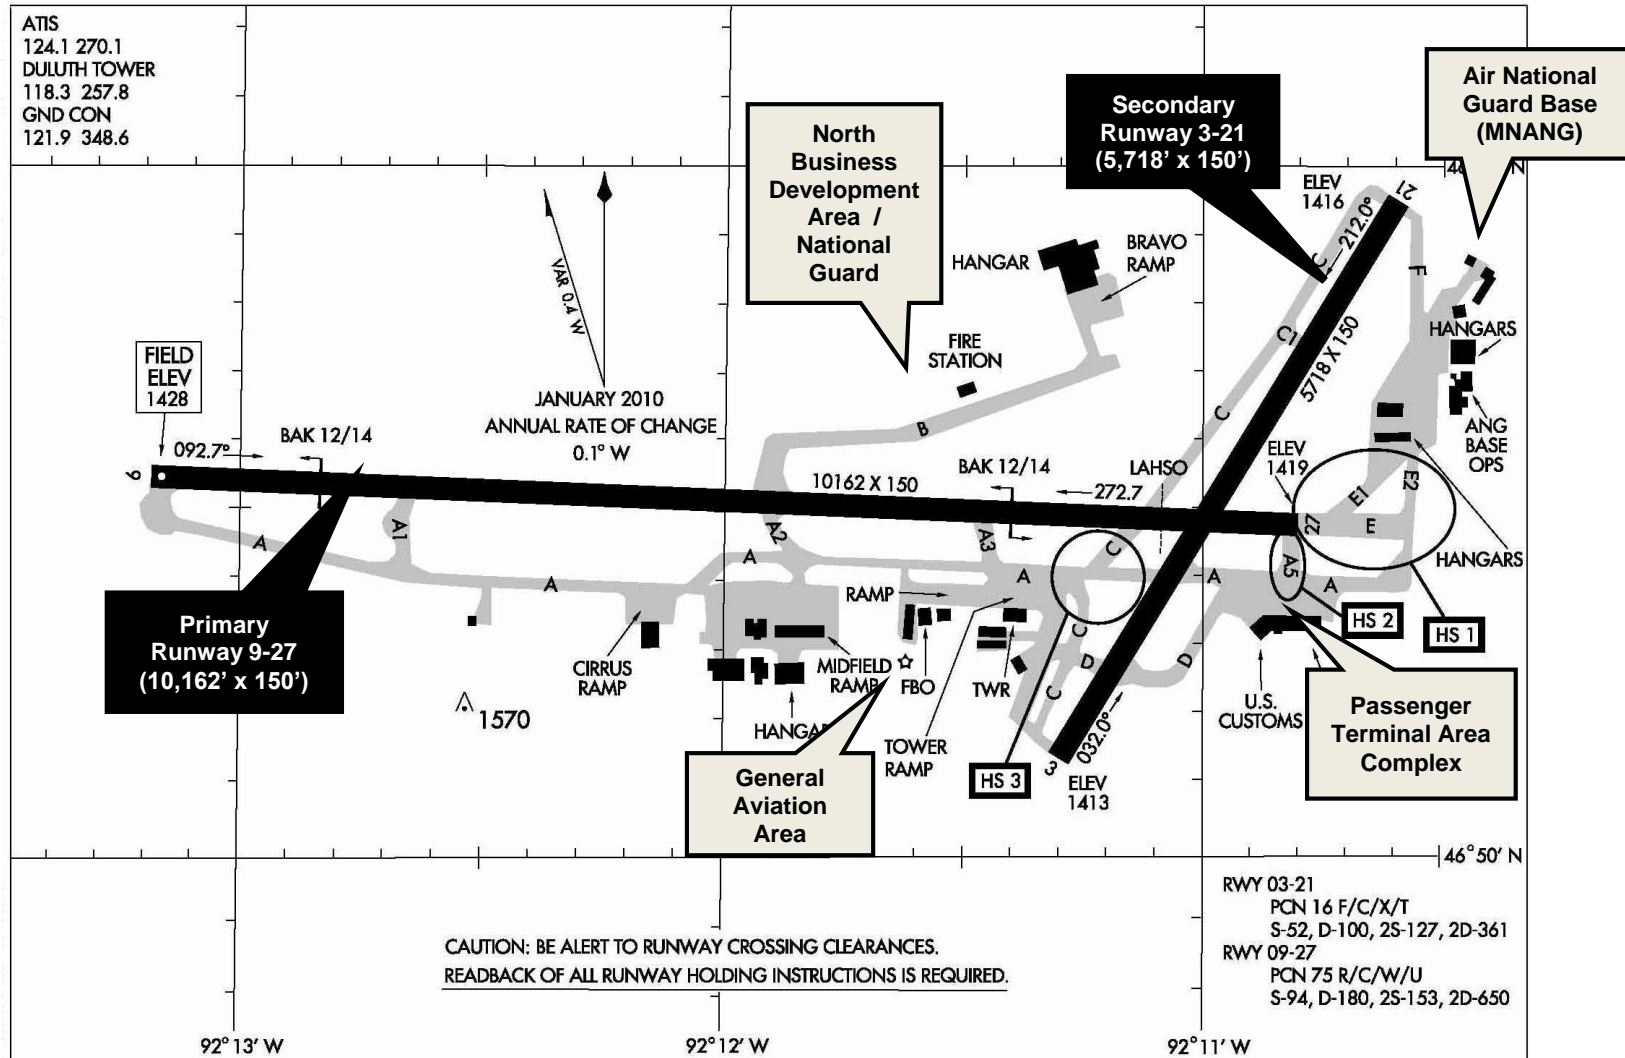 ATIS
124.1 270.1
DULUTH TOWER
118.3 257.8
GND CON
121.9 348.6
North
Business
Development
Area /
National
Guard
Secondary
Runway 3-21
(5,718' x 150')
Air National
Guard Base
(MNANG)
N
ELEV
1416
21
212.0°
C
F
HANGAR
BRAVO
RAMP
VAR 0.4 W
JANUARY 2010
ANNUAL RATE OF CHANGE
0.1° W
FIRE
STATION
C1
5718 X 150
HANGARS
FIELD
ELEV
1428
B
C
ANG
BASE
OPS
092.7°
BAK 12/14
BAK 12/14
LAHSO
ELEV
1419
9
10162 X 150
272.7
E1
E2
27
E
HANGARS
A
A1
A2
A
A3
C
A
A
A5
A
A
RAMP
HS 2
HS 1
Primary
Runway 9-27
(10,162' x 150')
CIRRUS
RAMP
MIDFIELD
RAMP
FBO
TWR
C
D
C
D
U.S.
CUSTOMS
Passenger
Terminal Area
Complex
1570
HANGAR
TOWER
RAMP
HS 3
3
032.0°
ELEV
1413
General
Aviation
Area
46°50' N
RWY 03-21
PCN 16 F/C/X/T
S-52, D-100, 2S-127, 2D-361
RWY 09-27
PCN 75 R/C/W/U
S-94, D-180, 2S-153, 2D-650
CAUTION: BE ALERT TO RUNWAY CROSSING CLEARANCES.
READBACK OF ALL RUNWAY HOLDING INSTRUCTIONS IS REQUIRED.
92°13' W
92°12' W
92°11' W